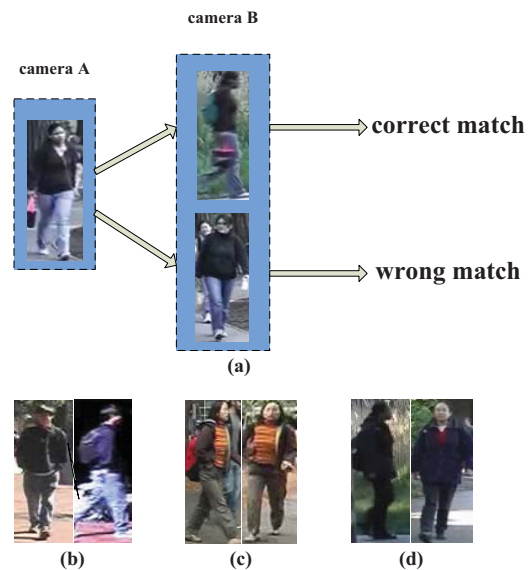 camera B
camera A
correct match
wrong match
(a)
(b) (c) (d)